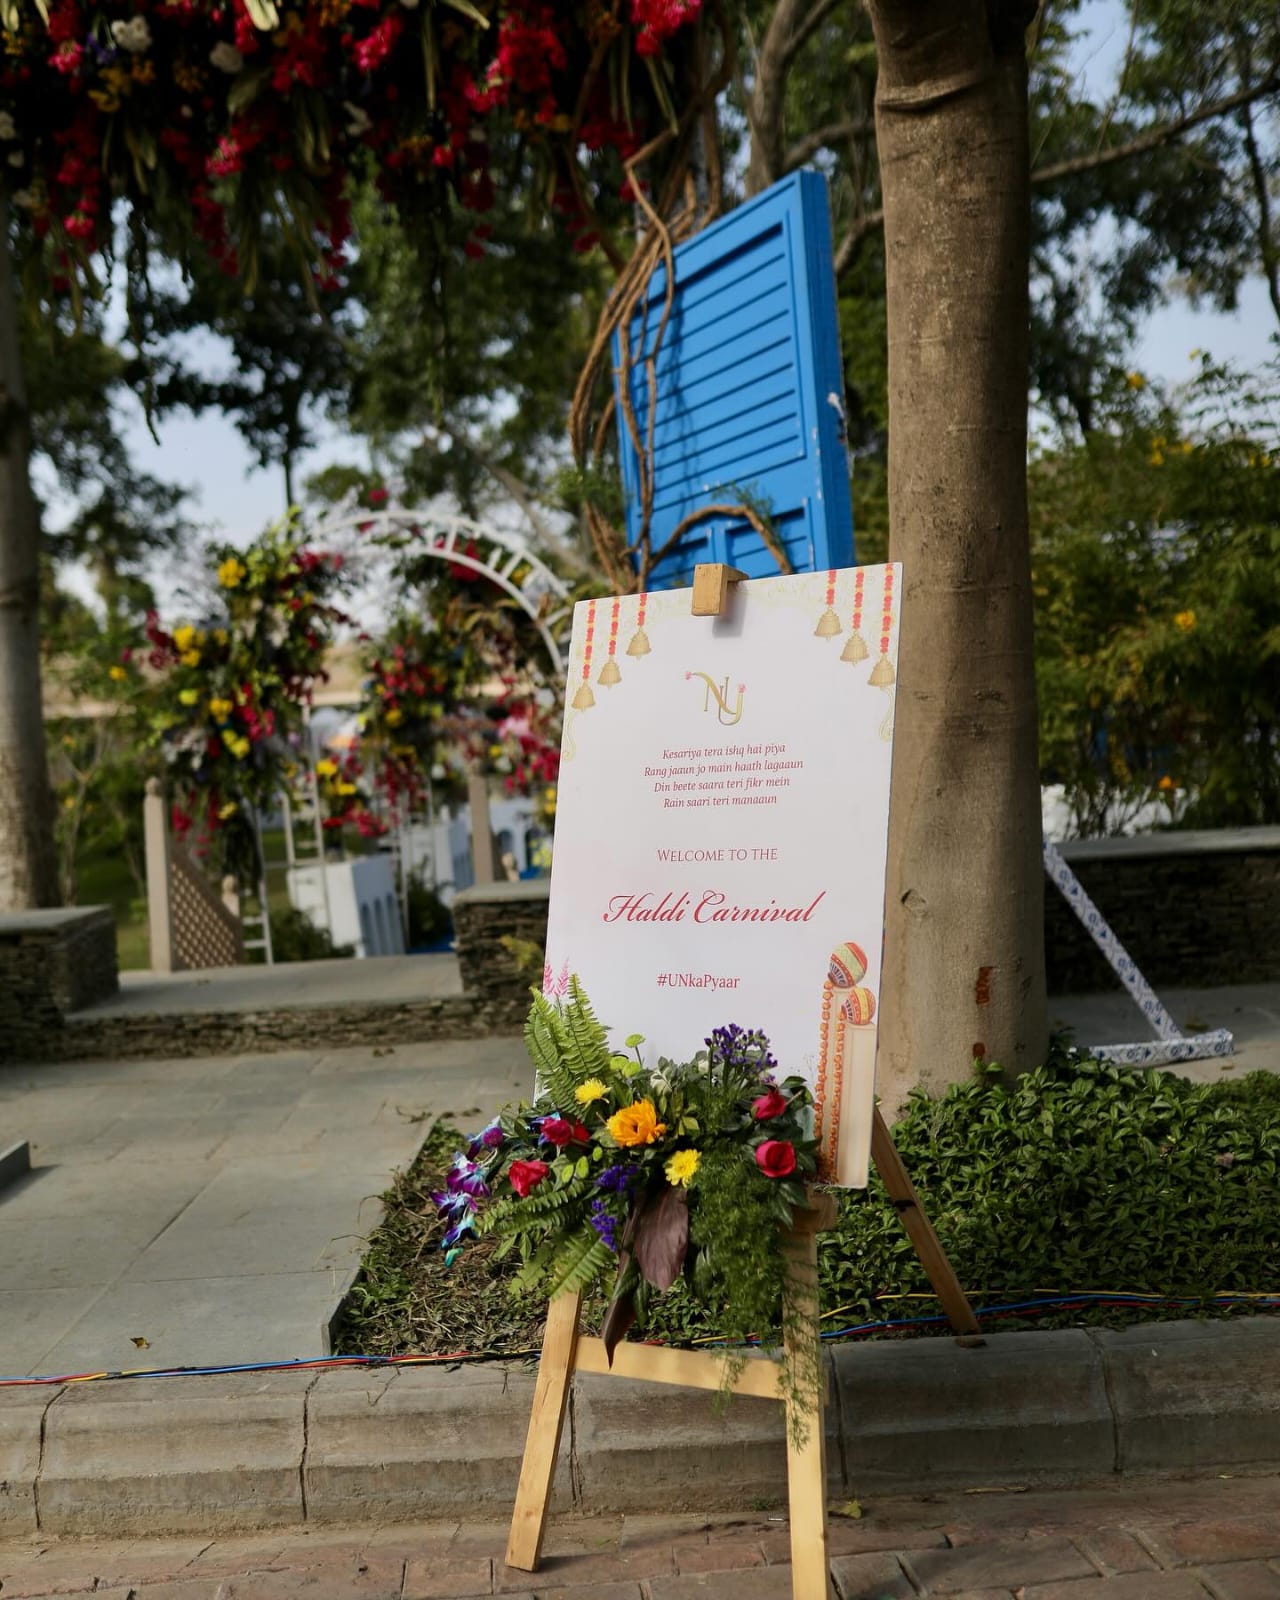 NU
Kesariya tera ishq hai piya
Rang jaaun jo main haath lagaaun
Din beete saara teri fikr mein
Rain saari teri manaaun
WELCOME TO THE
Haldi Carnival
#UNkaPyaar